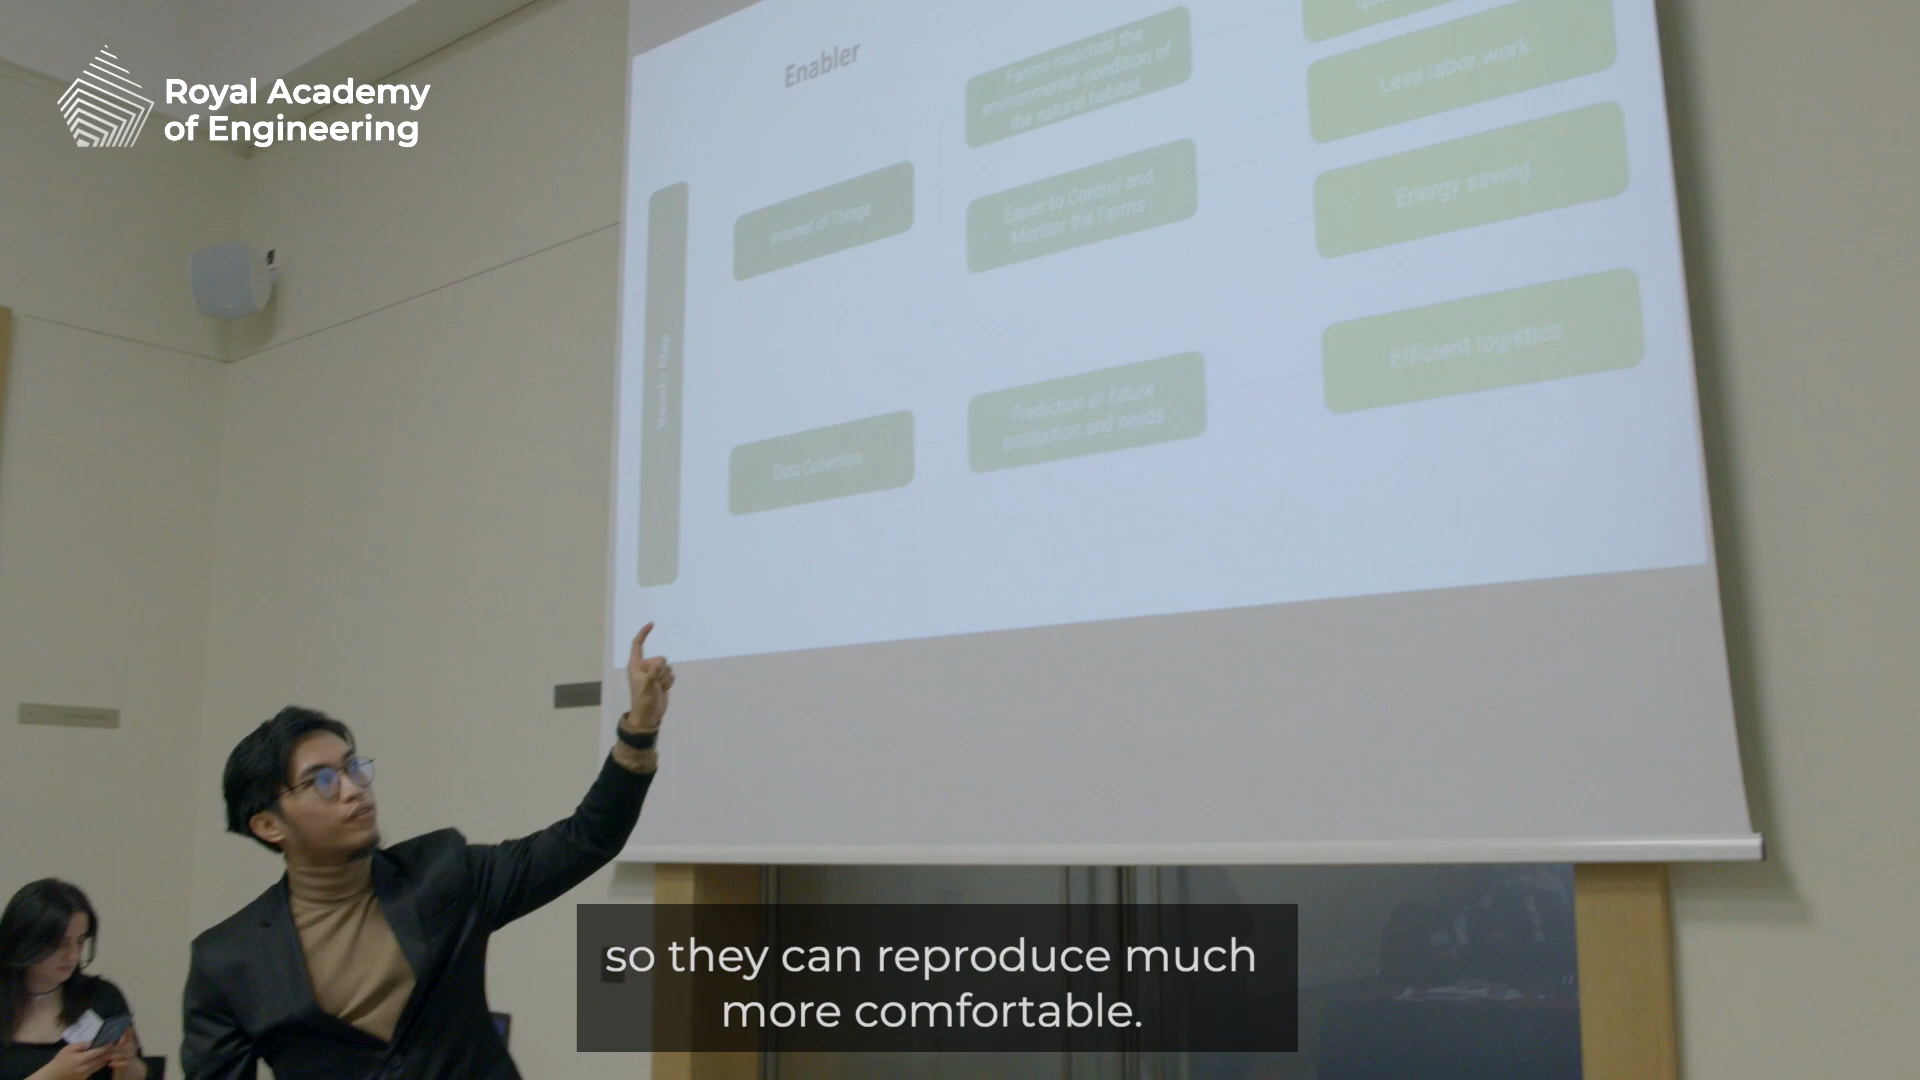 Royal Academy
of Engineering
Enabler
Farms matched the
environmental condition of
the natural habitat
Less labor work
Internet of Things
Easier to Control and
Monitor the Farms
Energy saving
Benefit Map
Efficient logistics
Data Collection
Prediction of future
production and needs
so they can reproduce much
more comfortable.